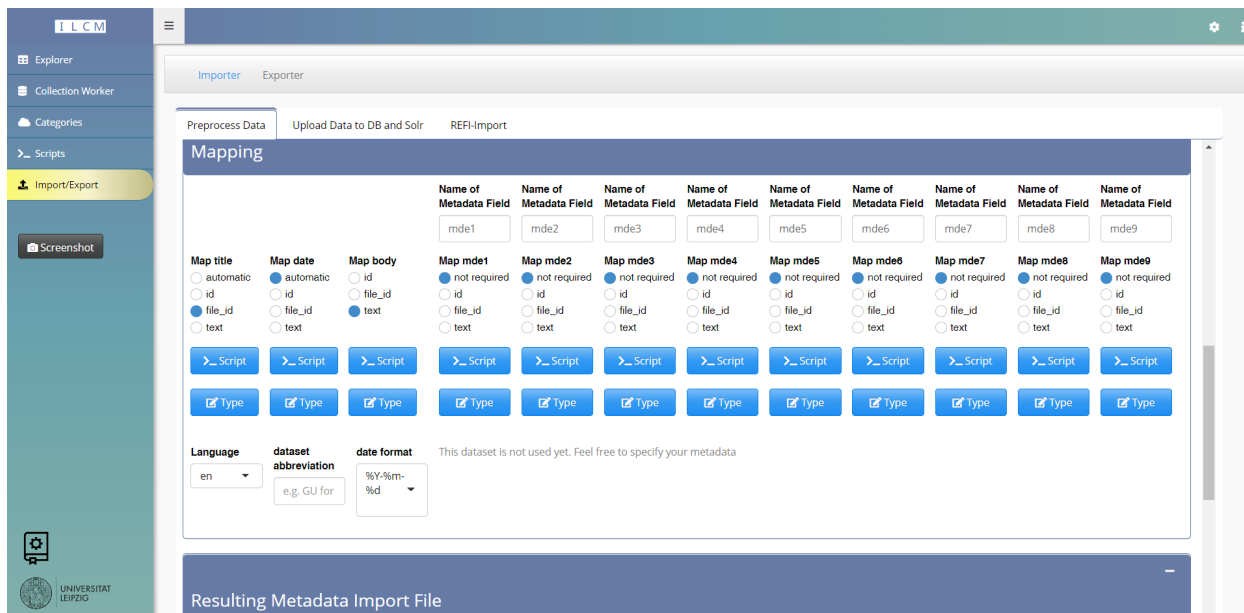 ILCM
Explorer
Collection Worker
Categories
Scripts
Import/Export
Screenshot
UNIVERSITÄT
LEIPZIG
Importer Exporter
Preprocess Data Upload Data to DB and Solr REFI-Import
Mapping
Name of Name of Name of Name of Name of Name of Name of Name of Name of
Metadata Field Metadata Field Metadata Field Metadata Field Metadata Field Metadata Field Metadata Field Metadata Field Metadata Field
mde1 mde2 mde3 mde4 mde5 mde6 mde7 mde8 mde9
Map title Map date Map body Map mde1 Map mde2 Map mde3 Map mde4 Map mde5 Map mde6 Map mde7 Map mde8 Map mde9
automatic automatic id not required not required not required not required not required not required not required not required not required
id id file_id id id id id id id id id id
file_id file_id text file_id file_id file_id file_id file_id file_id file_id file_id file_id
text text text text text text text text text text text
Script Script Script Script Script Script Script Script Script Script Script Script
Type Type Type Type Type Type Type Type Type Type Type Type
Language dataset date format This dataset is not used yet. Feel free to specify your metadata
abbreviation
en e.g. GU for %Y-%m-
%d
Resulting Metadata Import File